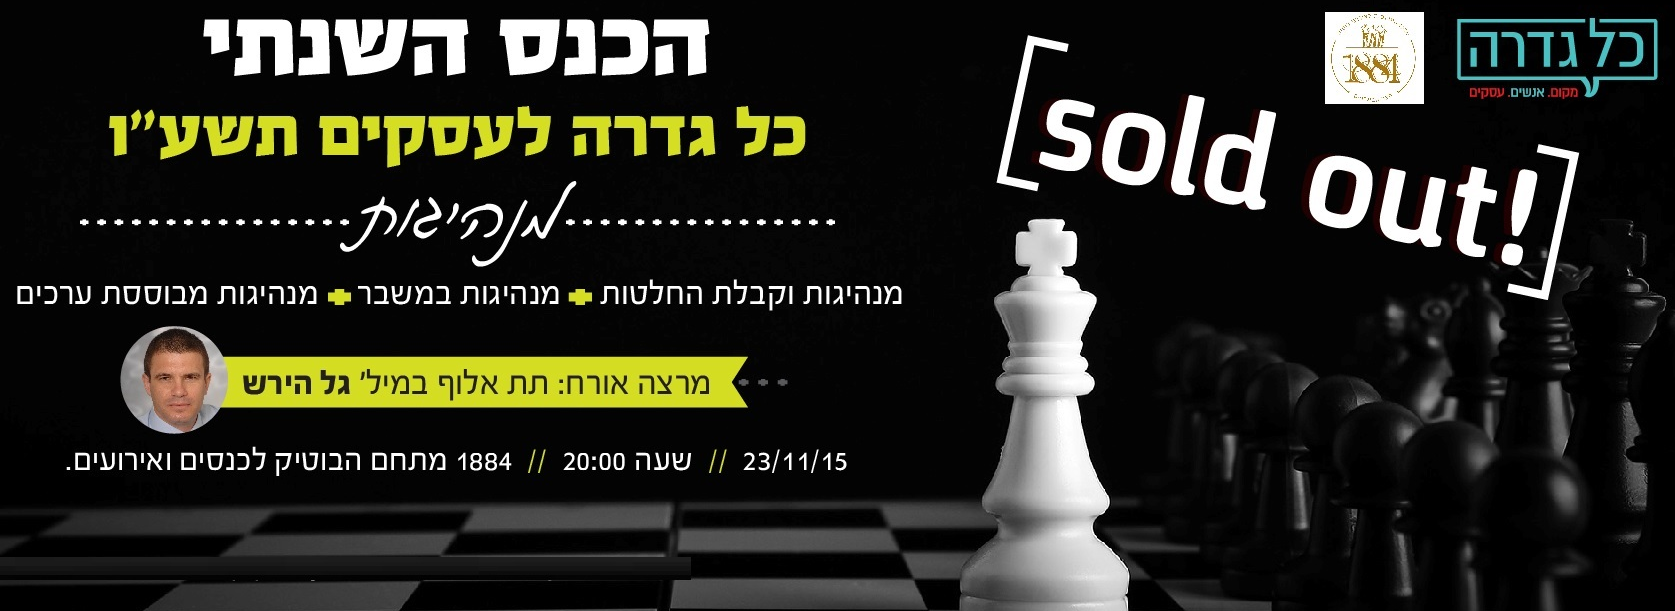 הכנס השנתי
כל גדרה לעסקים תשע"ו
מנהיגות
מנהיגות וקבלת החלטות + מנהיגות במשבר + מנהיגות מבוססת ערכים
מרצה אורח: תת אלוף במיל' גל הירש
23/11/15 // שעה 20:00 // 1884 מתחם הבוטיק לכנסים ואירועים.
[sold out!]
1884
כל גדרה
מקום. אנשים. עסקים